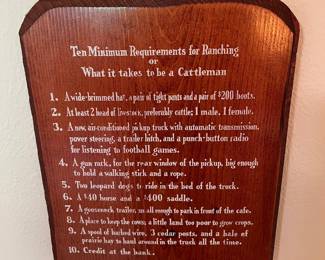 Ten Minimum Requirements for Ranching
or
What it takes to be a Cattleman
1. A wide-brimmed hat, a pair of tight pants and a pair of $200 boots.
2. At least 2 head of livestock, preferably cattle; 1 male, 1 female.
3. A new air-conditioned pickup truck with automatic transmission,
power steering, a trailer hitch, and a punch-button radio
for listening to football games.
4. A gun rack, for the rear window of the pickup, big enough
to hold a walking stick and a rope.
5. Two leopard dogs to ride in the bed of the truck.
6. A $40 horse and a $400 saddle.
7. A gooseneck trailer, small enough to park in front of the cafe.
8. A place to keep the cows; a little land too poor to grow crops.
9. A spool of barbed wire, 3 cedar posts, and a bale of
prairie hay to haul around in the truck all the time.
10. Credit at the bank.